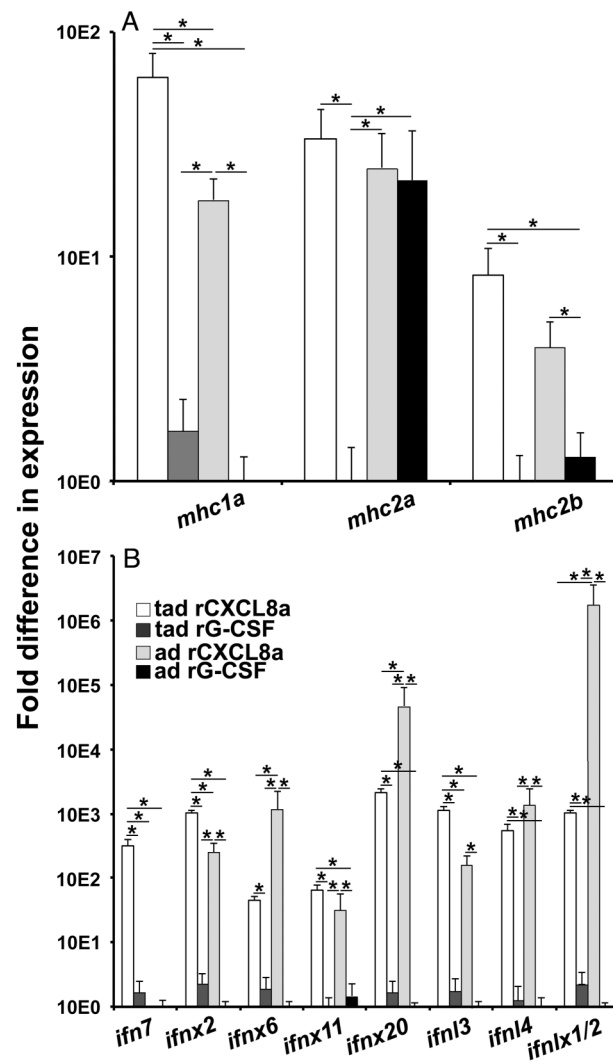 A
10E2
10E1
10E0
mhc1a
mhc2a
mhc2b
Fold difference in expression
B
10E7
10E6
10E5
10E4
10E3
10E2
10E1
10E0
tad rCXCL8a
tad rG-CSF
ad rCXCL8a
ad rG-CSF
ifn7
ifnx2
ifnx6
ifnx11
ifnx20
ifnl3
ifnl4
ifnlx1/2